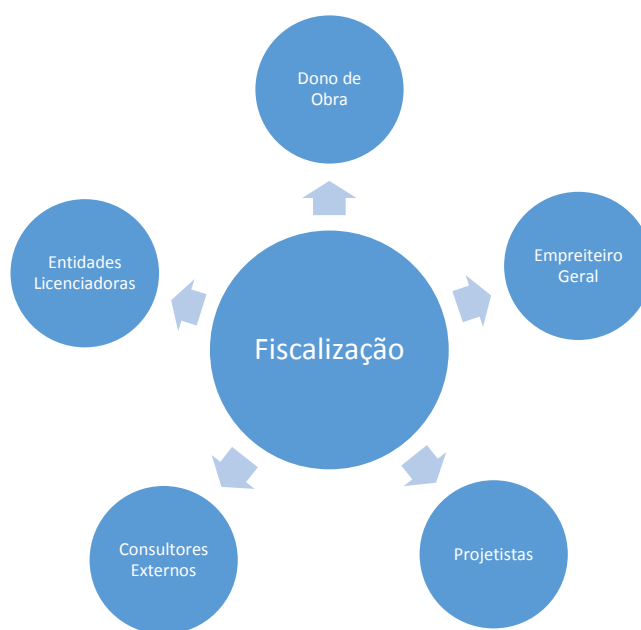 Dono de
Obra
Entidades
Licenciadoras
Empreiteiro
Geral
Fiscalização
Consultores
Externos
Projetistas